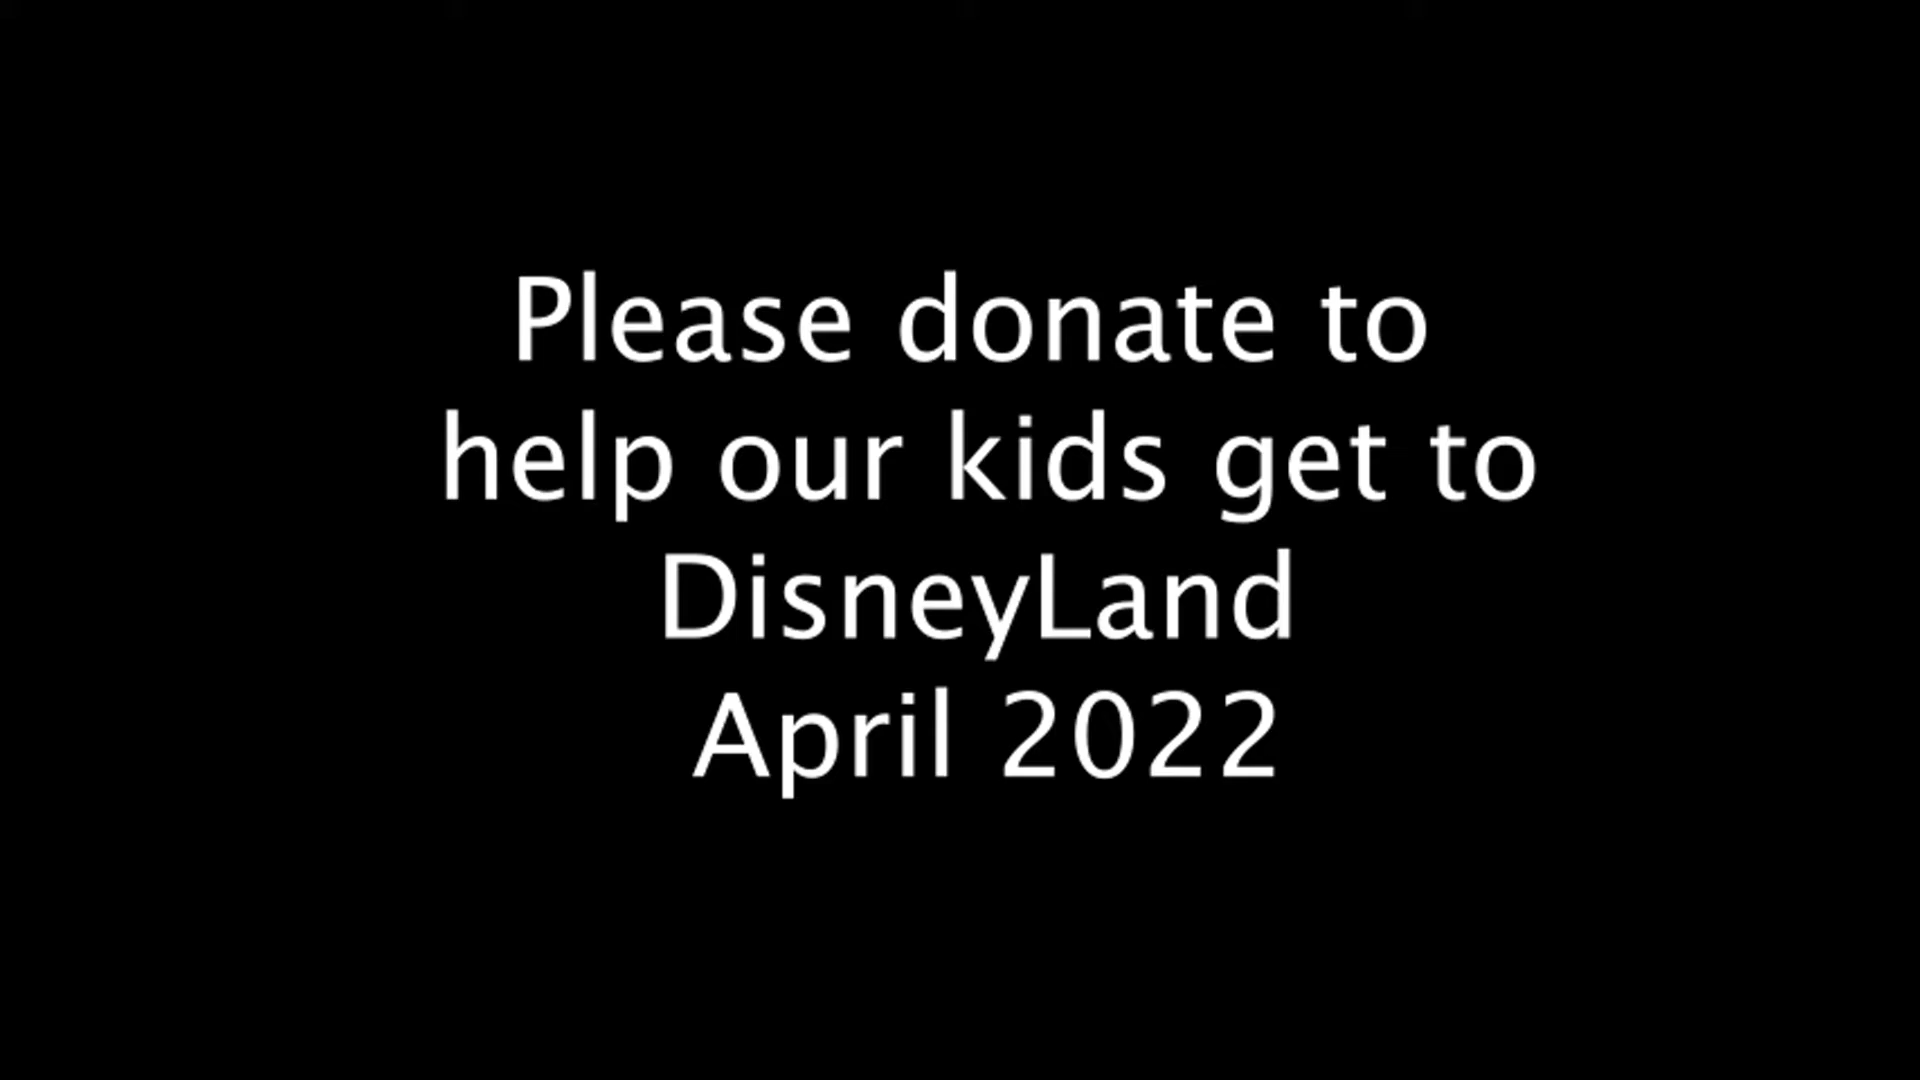 Please donate to
help our kids get to
DisneyLand
April 2022